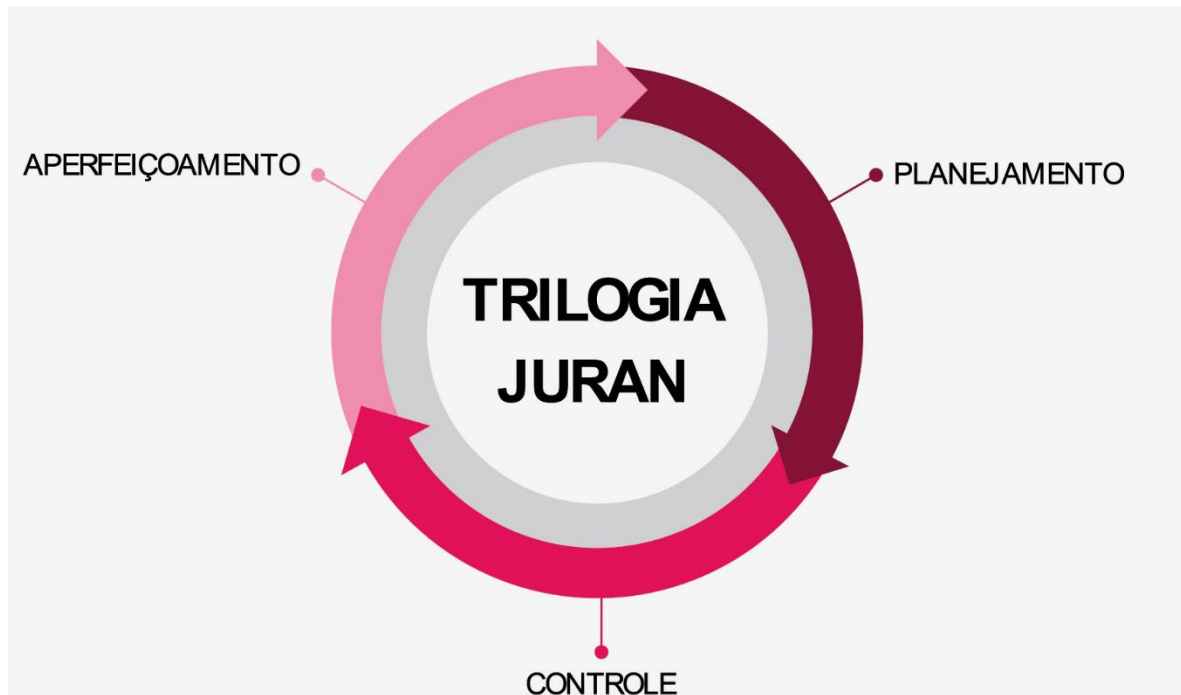 APERFEIÇOAMENTO
PLANEJAMENTO
TRILOGIA
JURAN
CONTROLE